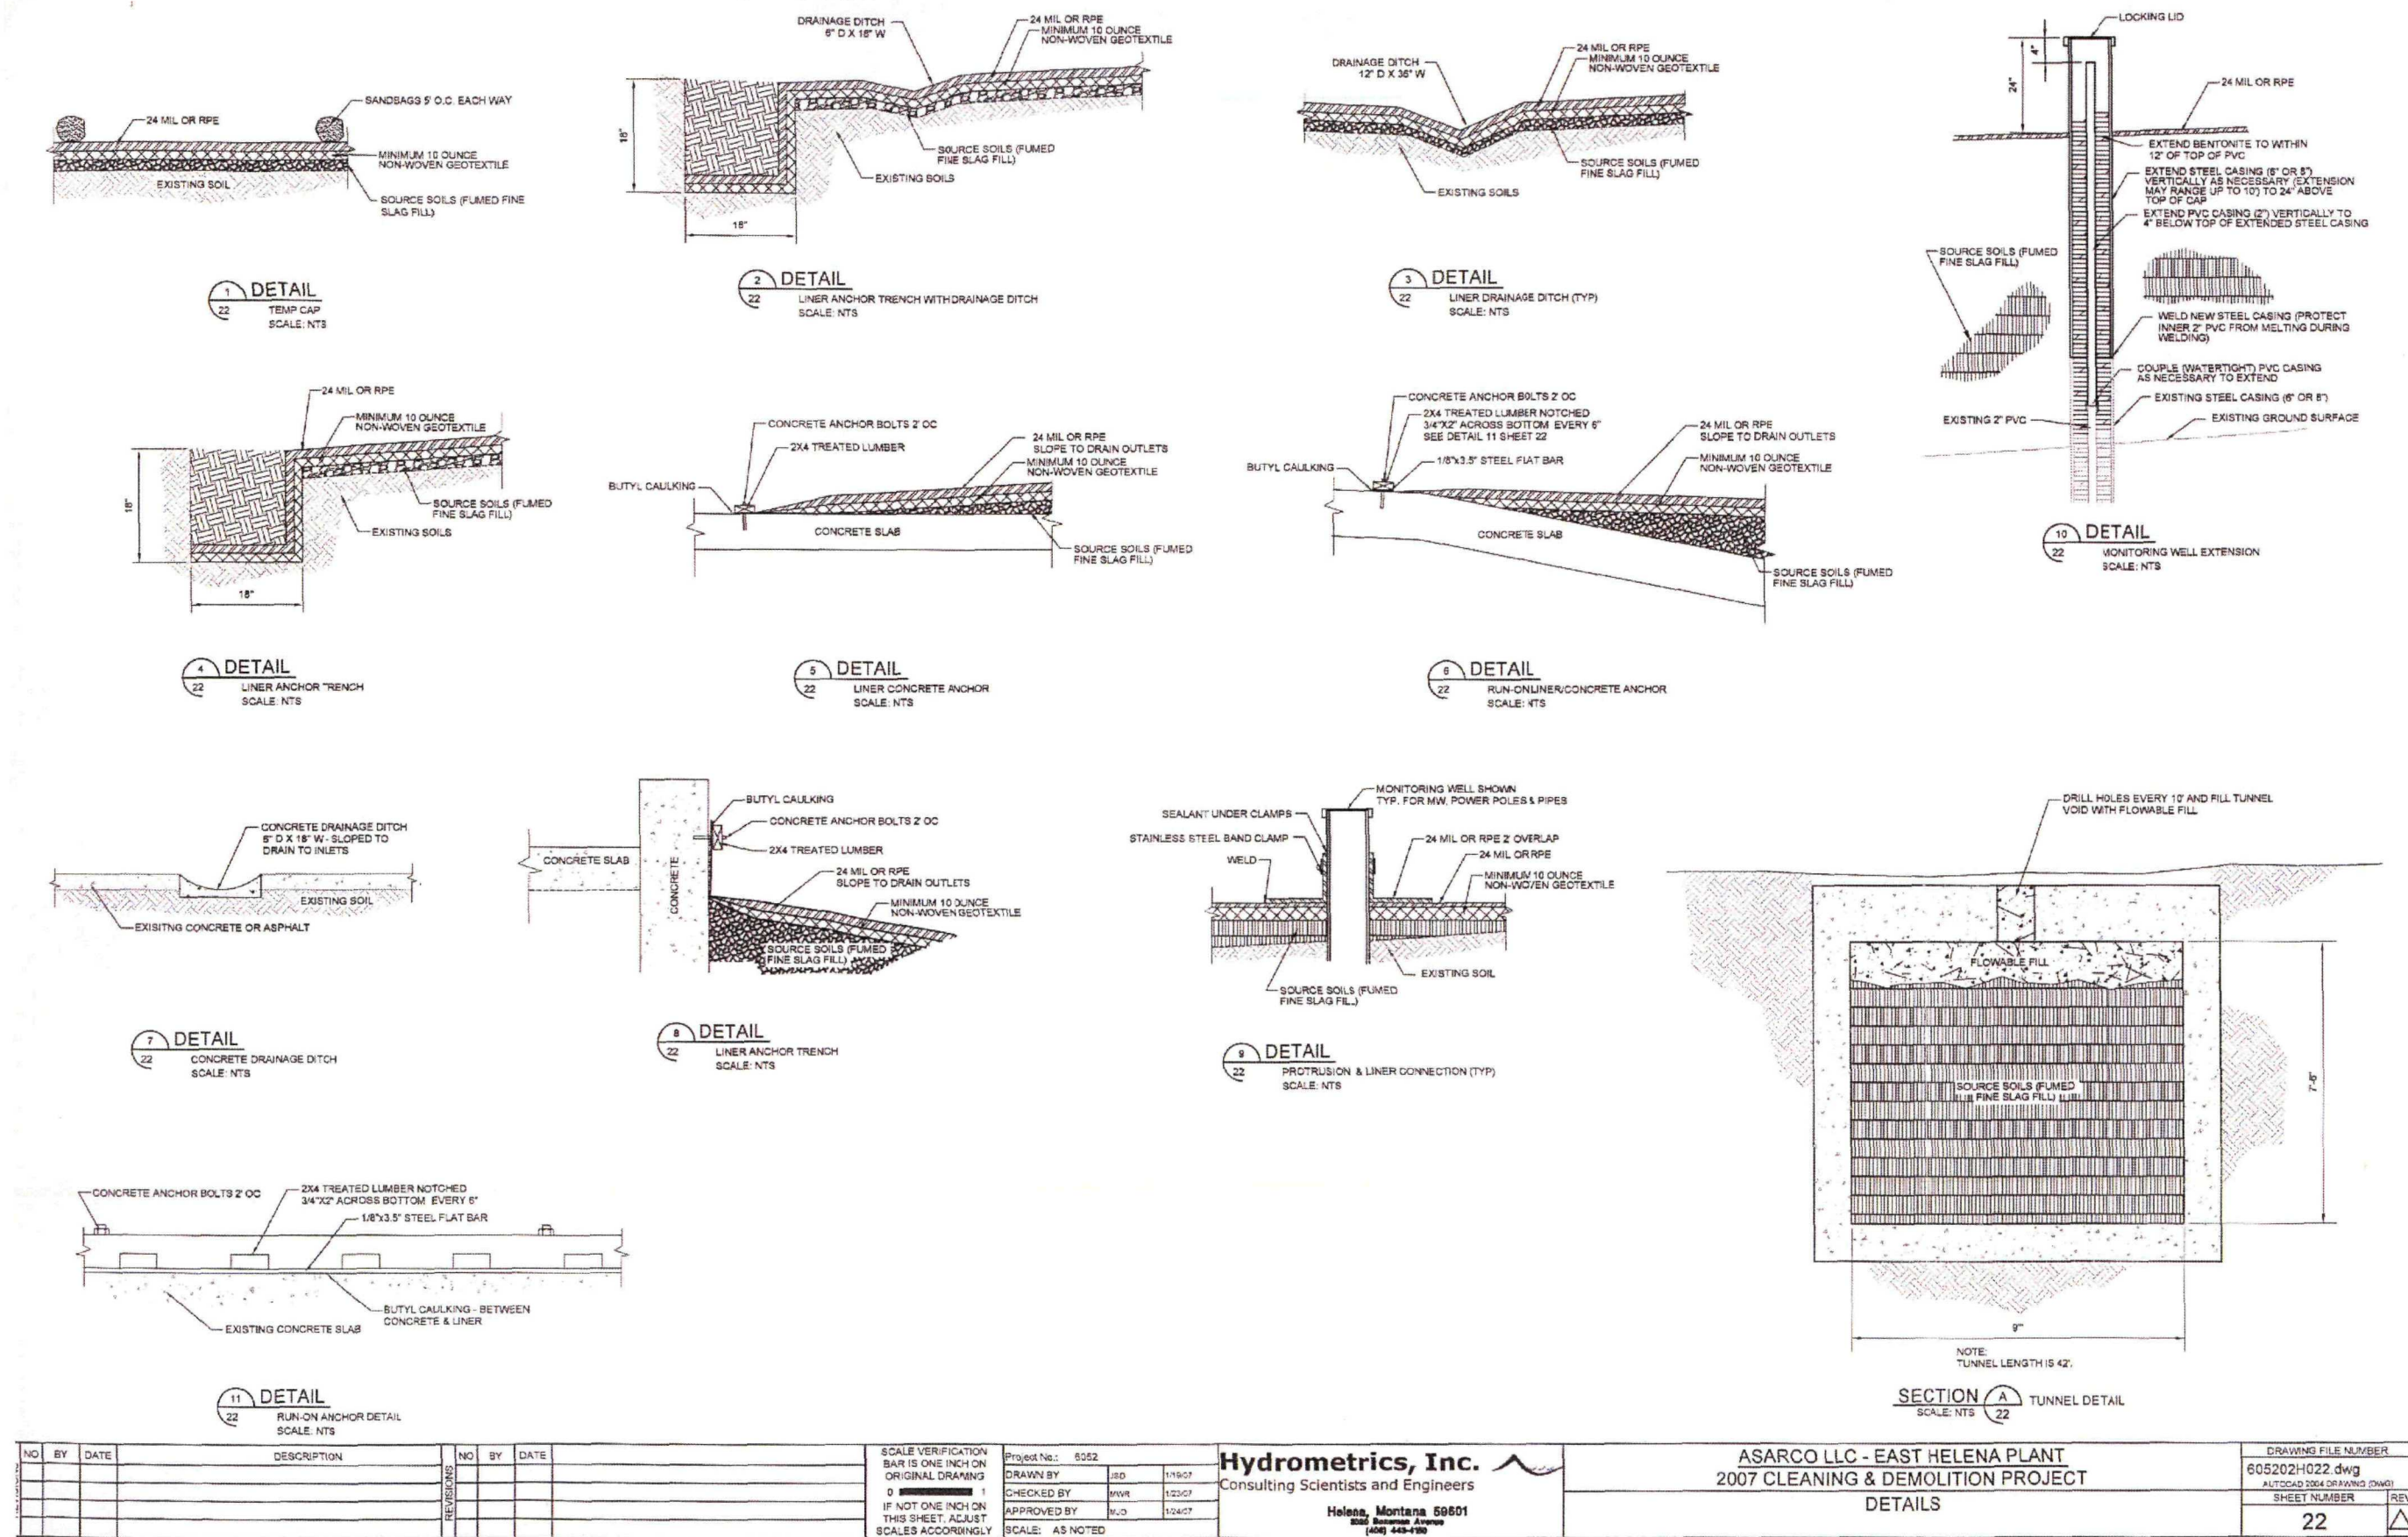 SANDBAGS 5' O.C. EACH WAY
24 MIL OR RPE
MINIMUM 10 OUNCE
NON-WOVEN GEOTEXTILE
EXISTING SOIL
SOURCE SOILS (FUMED FINE
SLAG FILL)
1 DETAIL
22 TEMP CAP
SCALE: NTS
DRAINAGE DITCH
6" D X 18" W
24 MIL OR RPE
MINIMUM 10 OUNCE
NON-WOVEN GEOTEXTILE
18"
SOURCE SOILS (FUMED
FINE SLAG FILL)
EXISTING SOILS
18"
2 DETAIL
22 LINER ANCHOR TRENCH WITH DRAINAGE DITCH
SCALE: NTS
DRAINAGE DITCH
12" D X 36" W
24 MIL OR RPE
MINIMUM 10 OUNCE
NON-WOVEN GEOTEXTILE
SOURCE SOILS (FUMED
FINE SLAG FILL)
EXISTING SOILS
3 DETAIL
22 LINER DRAINAGE DITCH (TYP)
SCALE: NTS
LOCKING LID
4"
24"
24 MIL OR RPE
EXTEND BENTONITE TO WITHIN
12" OF TOP OF PVC
EXTEND STEEL CASING (6" OR 8")
VERTICALLY AS NECESSARY (EXTENSION
MAY RANGE UP TO 10') TO 24" ABOVE
TOP OF CAP
EXTEND PVC CASING (2") VERTICALLY TO
4" BELOW TOP OF EXTENDED STEEL CASING
SOURCE SOILS (FUMED
FINE SLAG FILL)
WELD NEW STEEL CASING (PROTECT
INNER 2" PVC FROM MELTING DURING
WELDING)
COUPLE (WATERTIGHT) PVC CASING
AS NECESSARY TO EXTEND
EXISTING STEEL CASING (6" OR 8")
EXISTING 2" PVC
EXISTING GROUND SURFACE
10 DETAIL
22 MONITORING WELL EXTENSION
SCALE: NTS
24 MIL OR RPE
MINIMUM 10 OUNCE
NON-WOVEN GEOTEXTILE
18"
SOURCE SOILS (FUMED
FINE SLAG FILL)
EXISTING SOILS
18"
4 DETAIL
22 LINER ANCHOR TRENCH
SCALE: NTS
CONCRETE ANCHOR BOLTS 2' OC
2X4 TREATED LUMBER
24 MIL OR RPE
SLOPE TO DRAIN OUTLETS
MINIMUM 10 OUNCE
NON-WOVEN GEOTEXTILE
BUTYL CAULKING
CONCRETE SLAB
SOURCE SOILS (FUMED
FINE SLAG FILL)
5 DETAIL
22 LINER CONCRETE ANCHOR
SCALE: NTS
CONCRETE ANCHOR BOLTS 2' OC
2X4 TREATED LUMBER NOTCHED
3/4"X2" ACROSS BOTTOM EVERY 6"
SEE DETAIL 11 SHEET 22
1/8"x3.5" STEEL FLAT BAR
BUTYL CAULKING
24 MIL OR RPE
SLOPE TO DRAIN OUTLETS
MINIMUM 10 OUNCE
NON-WOVEN GEOTEXTILE
CONCRETE SLAB
SOURCE SOILS (FUMED
FINE SLAG FILL)
6 DETAIL
22 RUN-ONLINER/CONCRETE ANCHOR
SCALE: NTS
CONCRETE DRAINAGE DITCH
6" D X 18" W - SLOPED TO
DRAIN TO INLETS
EXISTING SOIL
EXISITNG CONCRETE OR ASPHALT
7 DETAIL
22 CONCRETE DRAINAGE DITCH
SCALE: NTS
BUTYL CAULKING
CONCRETE ANCHOR BOLTS 2' OC
2X4 TREATED LUMBER
CONCRETE SLAB
CONCRETE
24 MIL OR RPE
SLOPE TO DRAIN OUTLETS
MINIMUM 10 OUNCE
NON-WOVEN GEOTEXTILE
SOURCE SOILS (FUMED
FINE SLAG FILL)
8 DETAIL
22 LINER ANCHOR TRENCH
SCALE: NTS
MONITORING WELL SHOWN
TYP. FOR MW, POWER POLES & PIPES
SEALANT UNDER CLAMPS
STAINLESS STEEL BAND CLAMP
WELD
24 MIL OR RPE 2' OVERLAP
24 MIL OR RPE
MINIMUM 10 OUNCE
NON-WOVEN GEOTEXTILE
EXISTING SOIL
SOURCE SOILS (FUMED
FINE SLAG FILL)
9 DETAIL
22 PROTRUSION & LINER CONNECTION (TYP)
SCALE: NTS
DRILL HOLES EVERY 10' AND FILL TUNNEL
VOID WITH FLOWABLE FILL
FLOWABLE FILL
SOURCE SOILS (FUMED
FINE SLAG FILL)
7'-6"
9"
NOTE:
TUNNEL LENGTH IS 42'.
SECTION A TUNNEL DETAIL
SCALE: NTS 22
CONCRETE ANCHOR BOLTS 2' OC
2X4 TREATED LUMBER NOTCHED
3/4"X2" ACROSS BOTTOM EVERY 6"
1/8"x3.5" STEEL FLAT BAR
BUTYL CAULKING - BETWEEN
CONCRETE & LINER
EXISTING CONCRETE SLAB
11 DETAIL
22 RUN-ON ANCHOR DETAIL
SCALE: NTS
NO BY DATE DESCRIPTION
REVISIONS
NO BY DATE
SCALE VERIFICATION
BAR IS ONE INCH ON
ORIGINAL DRAWING
0 1
IF NOT ONE INCH ON
THIS SHEET, ADJUST
SCALES ACCORDINGLY
Project No.: 6052
DRAWN BY JSD 1/19/07
CHECKED BY MWR 1/23/07
APPROVED BY MJD 1/24/07
SCALE: AS NOTED
Hydrometrics, Inc.
Consulting Scientists and Engineers
Helena, Montana 59601
ASARCO LLC - EAST HELENA PLANT
2007 CLEANING & DEMOLITION PROJECT
DETAILS
DRAWING FILE NUMBER
605202H022.dwg
AUTOCAD 2004 DRAWING (DWG)
SHEET NUMBER REV
22